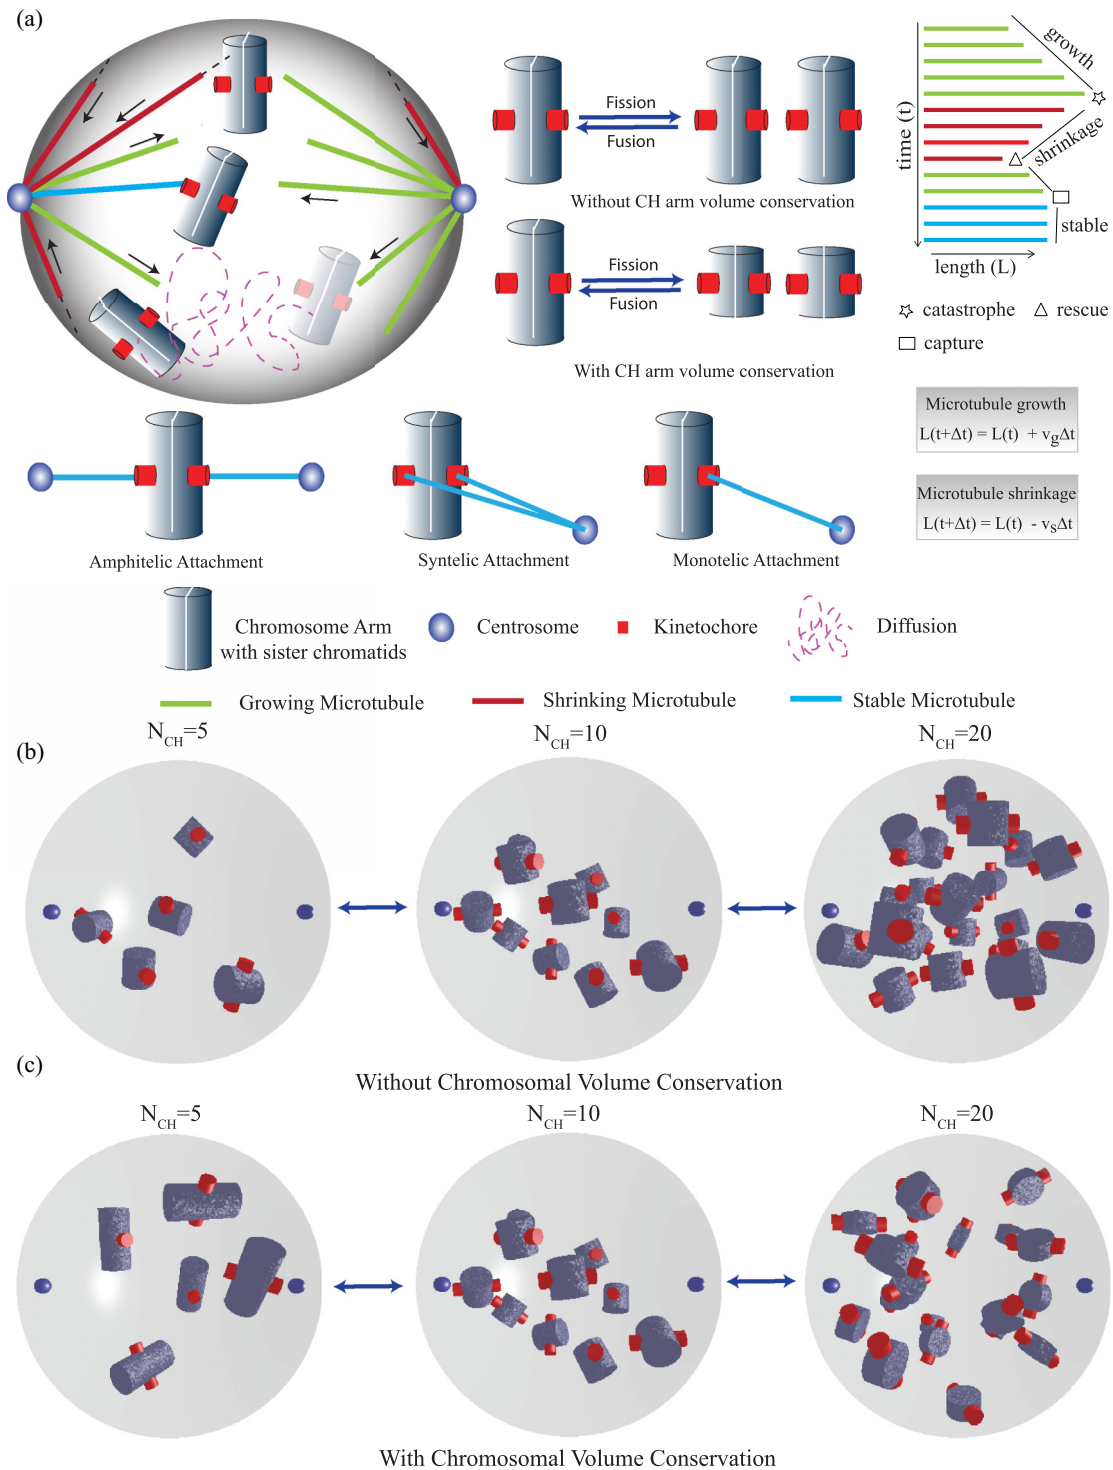 (a)
Fission
Fusion
Without CH arm volume conservation
Fission
Fusion
With CH arm volume conservation
time (t)
growth
shrinkage
stable
length (L)
catastrophe
rescue
capture
Microtubule growth
L(t+Δt) = L(t) + vgΔt
Microtubule shrinkage
L(t+Δt) = L(t) - vsΔt
Amphitelic Attachment
Syntelic Attachment
Monotelic Attachment
Chromosome Arm
with sister chromatids
Centrosome
Kinetochore
Diffusion
Growing Microtubule
Shrinking Microtubule
Stable Microtubule
(b)
NCH=5
NCH=10
NCH=20
Without Chromosomal Volume Conservation
(c)
NCH=5
NCH=10
NCH=20
With Chromosomal Volume Conservation